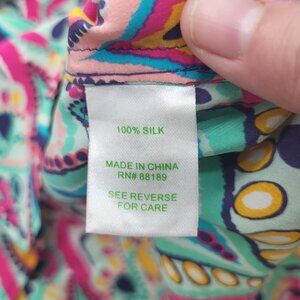 100% SILK
MADE IN CHINA
RN# 88189
SEE REVERSE
FOR CARE